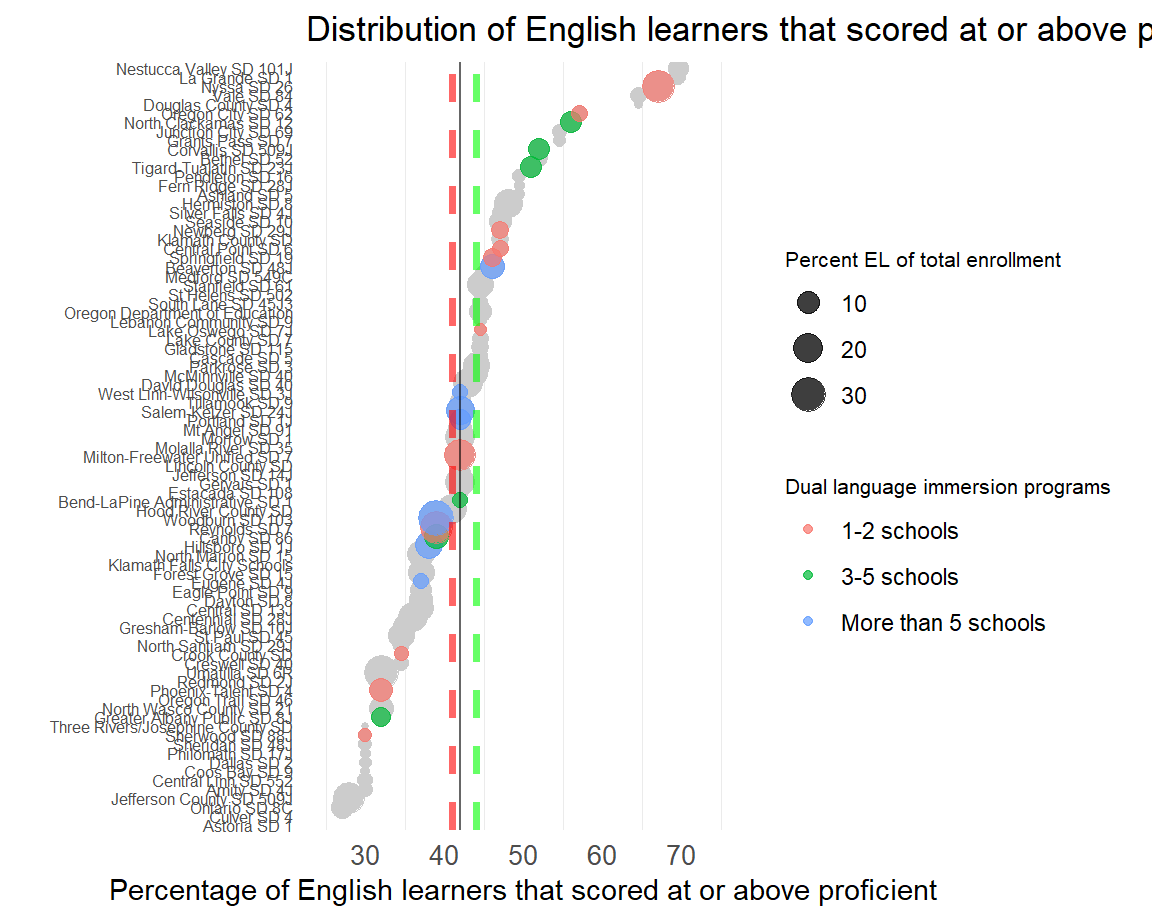 Distribution of English learners that scored at or above p
Nestucca Valley SD 101J
La Grande SD 1
Nyssa SD 26
Vale SD 84
Douglas County SD 4
Oregon City SD 62
North Clackamas SD 12
Junction City SD 69
Grants Pass SD 7
Corvallis SD 509J
Bethel SD 52
Tigard-Tualatin SD 23J
Pendleton SD 16
Fern Ridge SD 28J
Ashland SD 5
Hermiston SD 8
Silver Falls SD 4J
Seaside SD 10
Newberg SD 29J
Klamath County SD
Central Point SD 6
Springfield SD 19
Beaverton SD 48J
Medford SD 549C
Stanfield SD 61
St Helens SD 502
South Lane SD 45J3
Oregon Department of Education
Lebanon Community SD 9
Lake Oswego SD 7J
Lake County SD 7
Gladstone SD 115
Cascade SD 5
Parkrose SD 3
McMinnville SD 40
David Douglas SD 40
West Linn-Wilsonville SD 3J
Tillamook SD 9
Salem-Keizer SD 24J
Portland SD 1J
Mt Angel SD 91
Morrow SD 1
Molalla River SD 35
Milton-Freewater Unified SD 7
Lincoln County SD
Jefferson SD 14J
Gervais SD 1
Estacada SD 108
Bend-LaPine Administrative SD 1
Hood River County SD
Woodburn SD 103
Reynolds SD 7
Canby SD 86
Hillsboro SD 1J
North Marion SD 15
Klamath Falls City Schools
Forest Grove SD 15
Eugene SD 4J
Eagle Point SD 9
Dayton SD 8
Central SD 13J
Centennial SD 28J
Gresham-Barlow SD 10J
St Paul SD 45
North Santiam SD 29J
Crook County SD
Creswell SD 40
Umatilla SD 6R
Redmond SD 2J
Phoenix-Talent SD 4
Oregon Trail SD 46
North Wasco County SD 21
Greater Albany Public SD 8J
Three Rivers/Josephine County SD
Sherwood SD 88J
Sheridan SD 48J
Philomath SD 17J
Dallas SD 2
Coos Bay SD 9
Central Linn SD 552
Amity SD 4J
Jefferson County SD 509J
Ontario SD 8C
Culver SD 4
Astoria SD 1
30 40 50 60 70
Percentage of English learners that scored at or above proficient
Percent EL of total enrollment
10
20
30
Dual language immersion programs
1-2 schools
3-5 schools
More than 5 schools